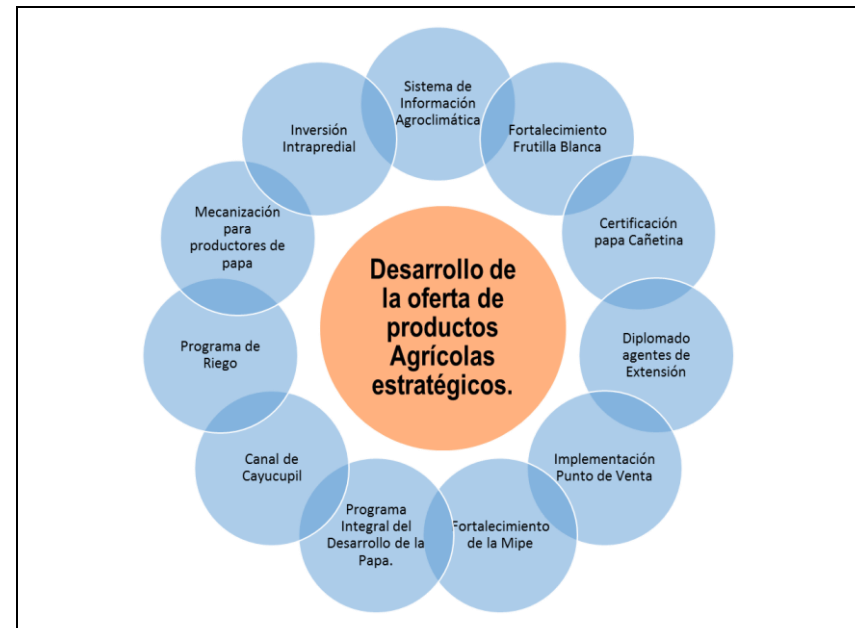 Sistema de
Información
Agroclimática
Fortalecimiento
Frutilla Blanca
Certificación
papa Cañetina
Diplomado
agentes de
Extensión
Implementación
Punto de Venta
Fortalecimiento
de la Mipe
Programa
Integral del
Desarrollo de la
Papa.
Canal de
Cayucupil
Programa de
Riego
Mecanización
para
productores de
papa
Inversión
Intrapredial
Desarrollo de
la oferta de
productos
Agrícolas
estratégicos.